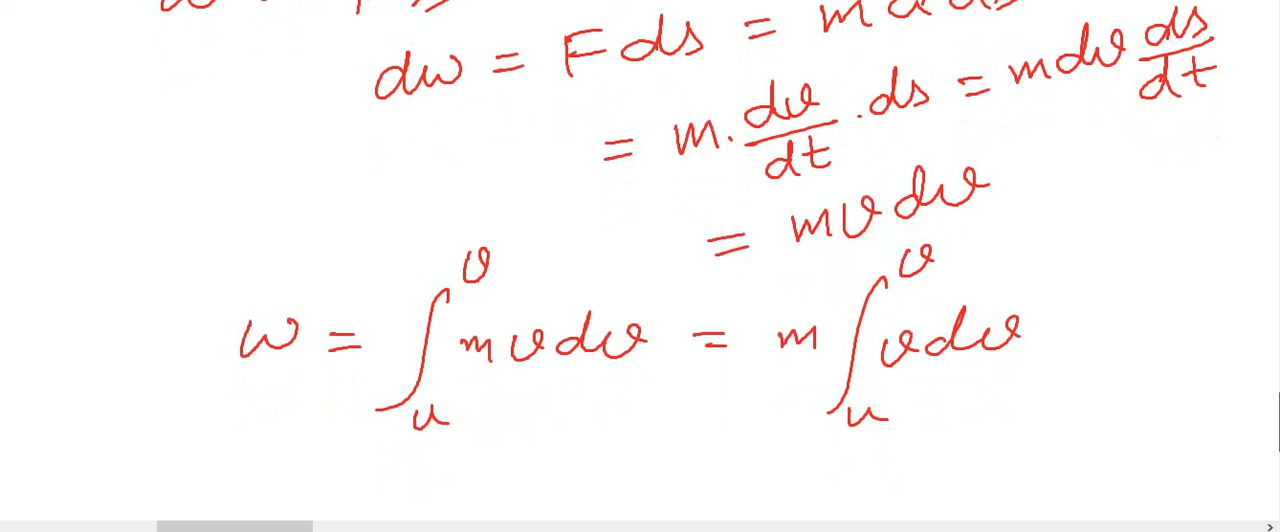 dw = F ds = m a ds
= m. dv/dt . ds = m dv ds/dt
= m v dv
w = ∫_u^v m v dv = m ∫_u^v v dv